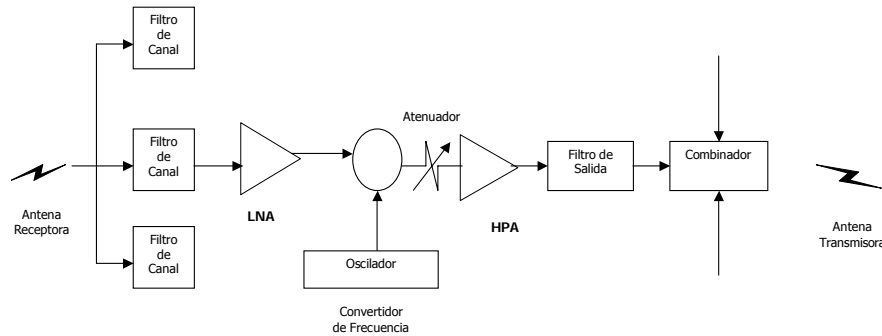 Filtro
de
Canal
Atenuador
Filtro
de
Canal
Filtro de
Salida
Combinador
Antena
Receptora
LNA
HPA
Antena
Transmisora
Filtro
de
Canal
Oscilador
Convertidor
de Frecuencia